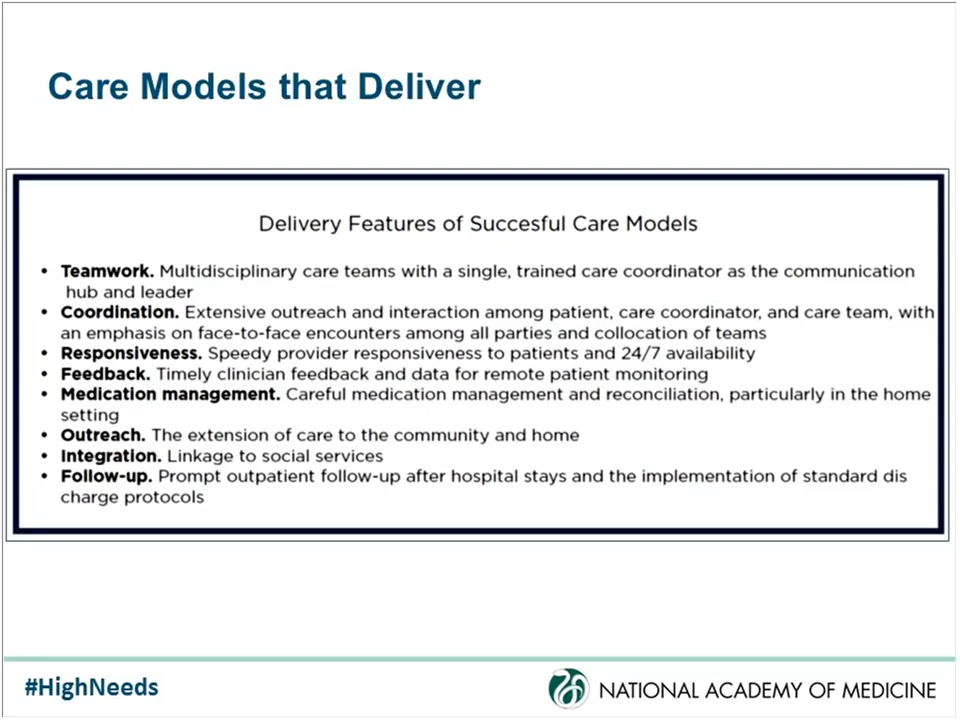 Care Models that Deliver
Delivery Features of Succesful Care Models
• Teamwork. Multidisciplinary care teams with a single, trained care coordinator as the communication
hub and leader
• Coordination. Extensive outreach and interaction among patient, care coordinator, and care team, with
an emphasis on face-to-face encounters among all parties and collocation of teams
• Responsiveness. Speedy provider responsiveness to patients and 24/7 availability
• Feedback. Timely clinician feedback and data for remote patient monitoring
• Medication management. Careful medication management and reconciliation, particularly in the home
setting
• Outreach. The extension of care to the community and home
• Integration. Linkage to social services
• Follow-up. Prompt outpatient follow-up after hospital stays and the implementation of standard dis
charge protocols
#HighNeeds
NATIONAL ACADEMY OF MEDICINE